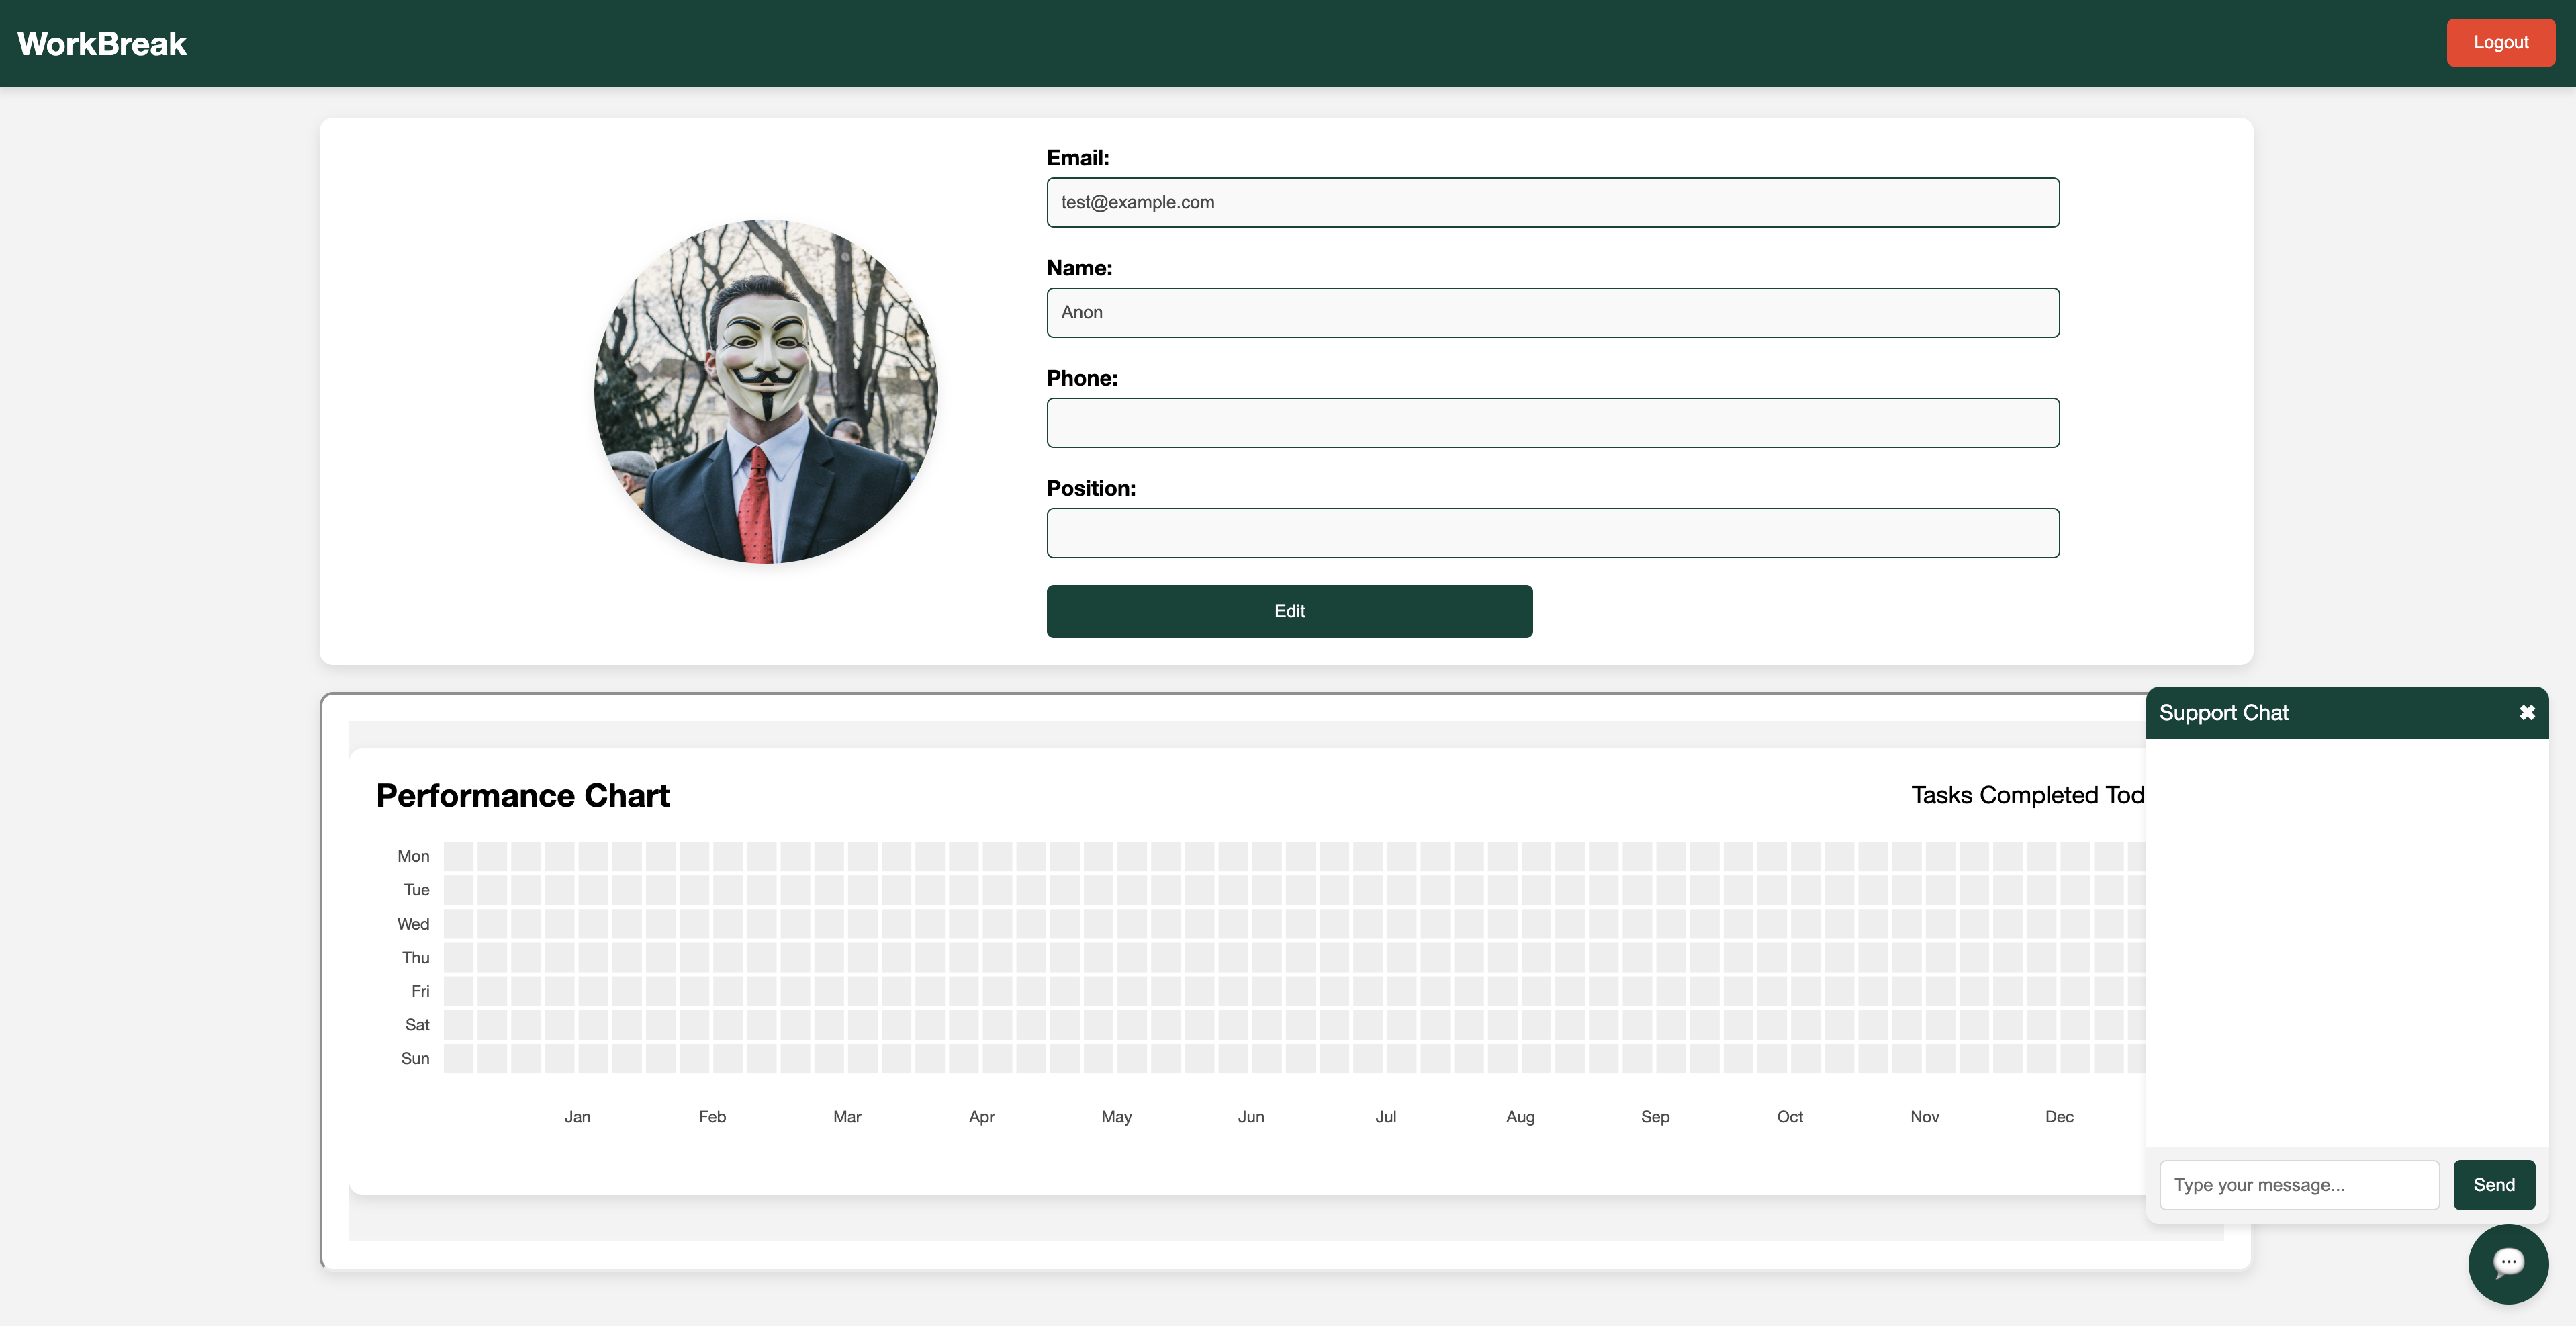 WorkBreak
Logout
Email:
test@example.com
Name:
Anon
Phone:
Position:
Edit
Support Chat ✖
Performance Chart
Tasks Completed
Mon
Tue
Wed
Thu
Fri
Sat
Sun
Jan Feb Mar Apr May Jun Jul Aug Sep Oct Nov Dec
Type your message...
Send